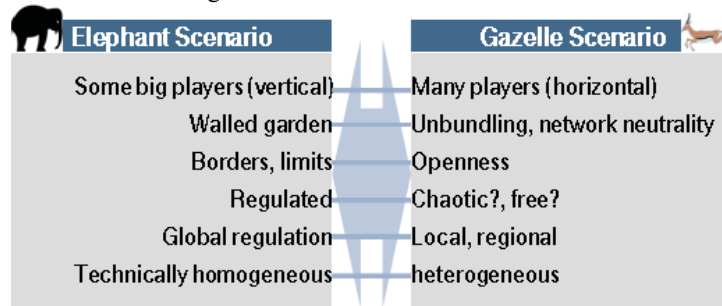 Elephant Scenario Gazelle Scenario
Some big players (vertical) Many players (horizontal)
Walled garden Unbundling, network neutrality
Borders, limits Openness
Regulated Chaotic?, free?
Global regulation Local, regional
Technically homogeneous heterogeneous